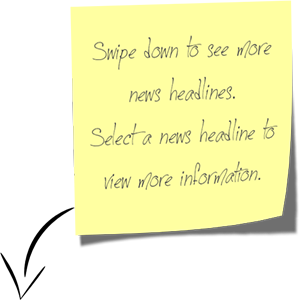 Swipe down to see more
news headlines.
Select a news headline to
view more information.